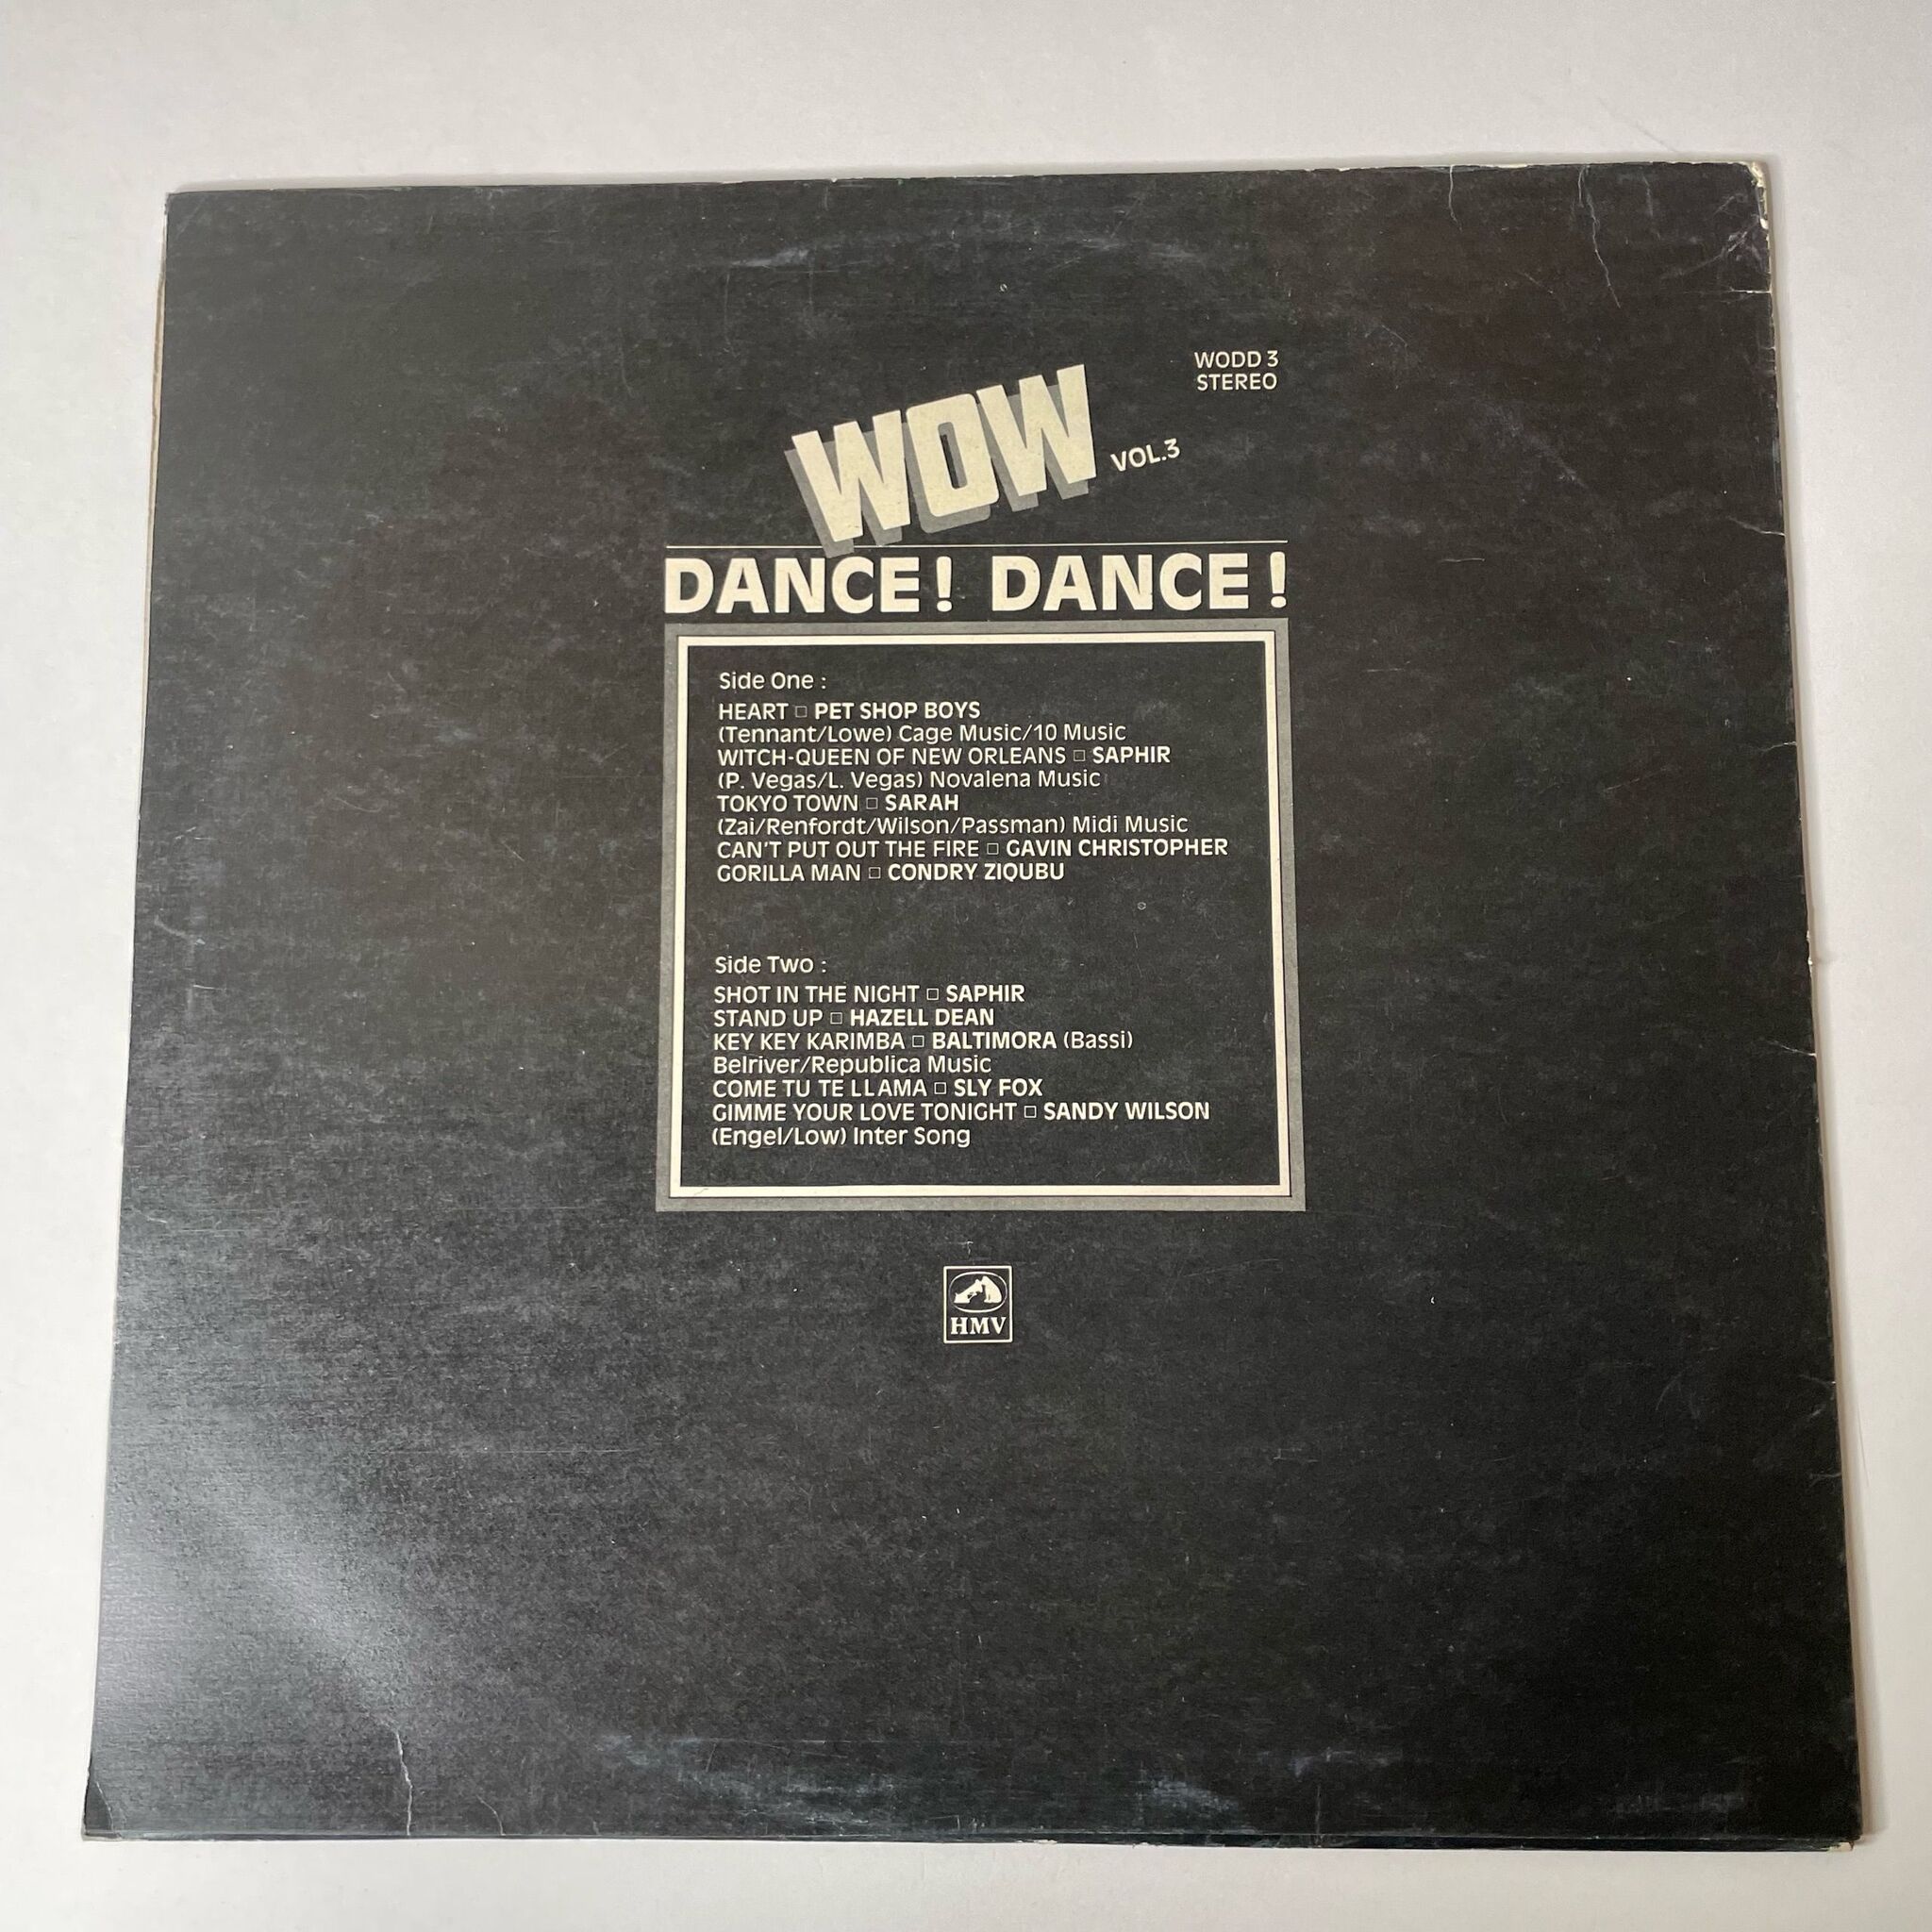 WODD 3
STEREO
WOW VOL.3
DANCE! DANCE!
Side One :
HEART □ PET SHOP BOYS
(Tennant/Lowe) Cage Music/10 Music
WITCH-QUEEN OF NEW ORLEANS □ SAPHIR
(P. Vegas/L. Vegas) Novalena Music
TOKYO TOWN □ SARAH
(Zai/Renfordt/Wilson/Passman) Midi Music
CAN'T PUT OUT THE FIRE □ GAVIN CHRISTOPHER
GORILLA MAN □ CONDRY ZIQUBU
Side Two :
SHOT IN THE NIGHT □ SAPHIR
STAND UP □ HAZELL DEAN
KEY KEY KARIMBA □ BALTIMORA (Bassi)
Belriver/Republica Music
COME TU TE LLAMA □ SLY FOX
GIMME YOUR LOVE TONIGHT □ SANDY WILSON
(Engel/Low) Inter Song
HMV